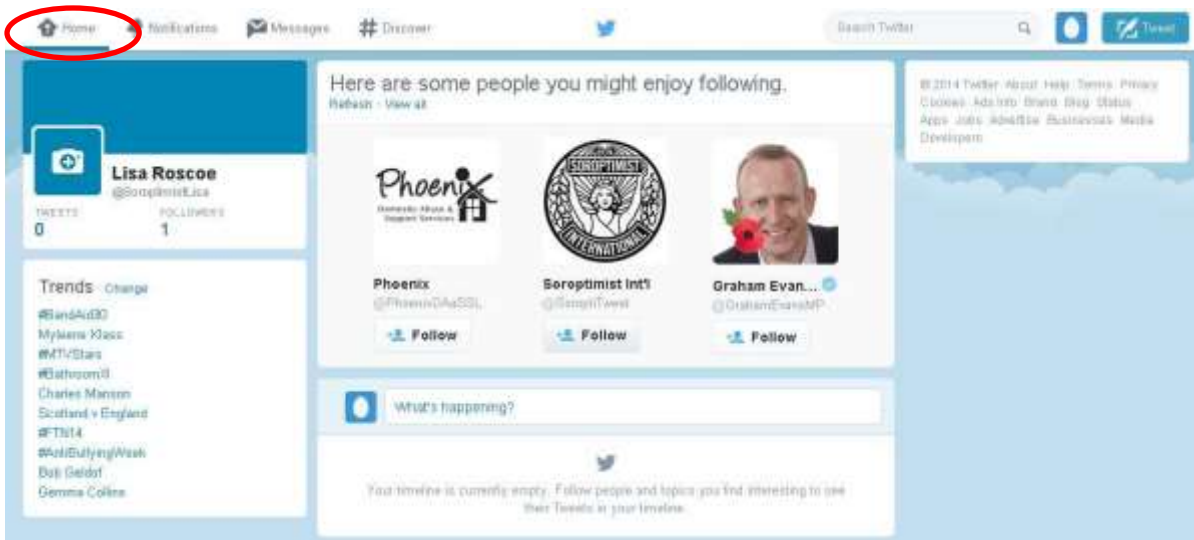 Home Notifications Messages # Discover Search Twitter Tweet
Lisa Roscoe
@SoroptimistLisa
TWEETS FOLLOWERS
0 1
Trends Change
#BandAid30
Myleene Klass
#MTVStars
Charles Manson
Scotland v England
#FTN14
#AntiBullyingWeek
Bob Geldof
Gemma Collins
Here are some people you might enjoy following.
Refresh · View all
Phoenix
Domestic Abuse &
Support Services
SOROPTIMIST
INTERNATIONAL
Phoenix
Soroptimist Int'l
Graham Evan...
@SoroptiTweet
@GrahamEvansMP
Follow
Follow
Follow
What's happening?
Your timeline is currently empty. Follow people and topics you find interesting to see
their Tweets in your timeline.
© 2014 Twitter About Help Terms Privacy
Cookies Ads info Brand Blog Status
Apps Jobs Advertise Businesses Media
Developers